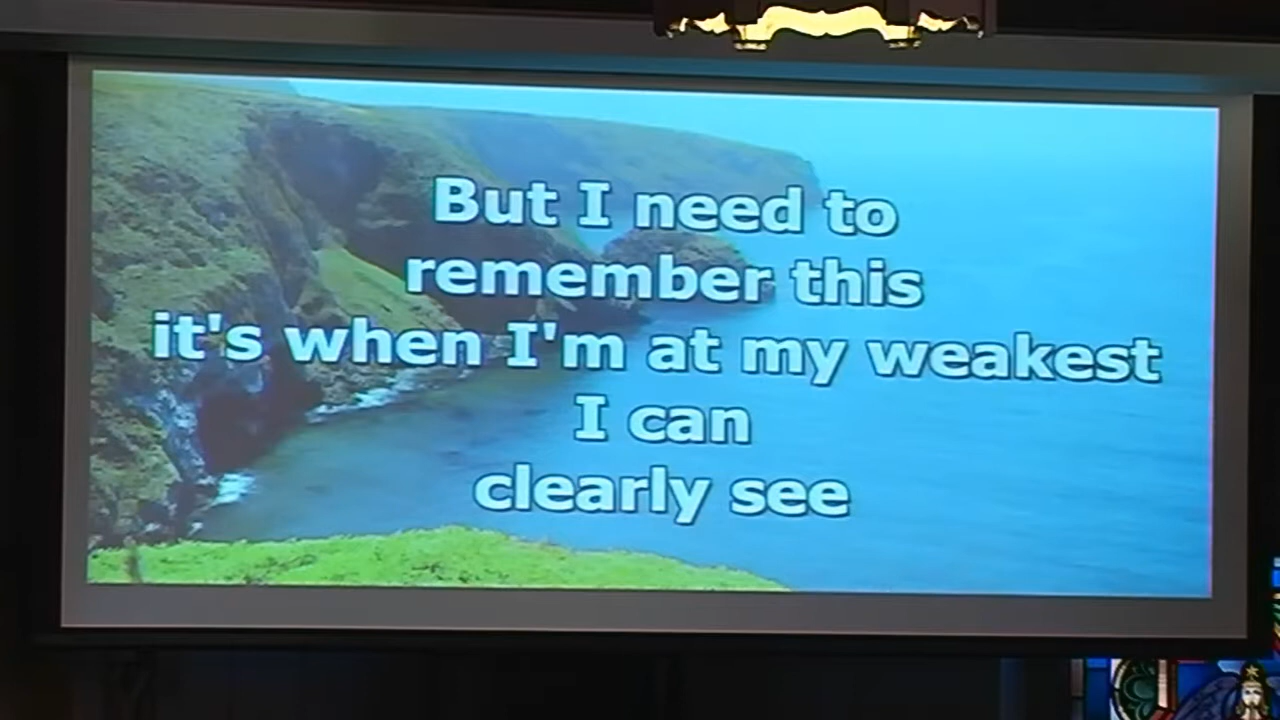 But I need to
remember this
it's when I'm at my weakest
I can
clearly see